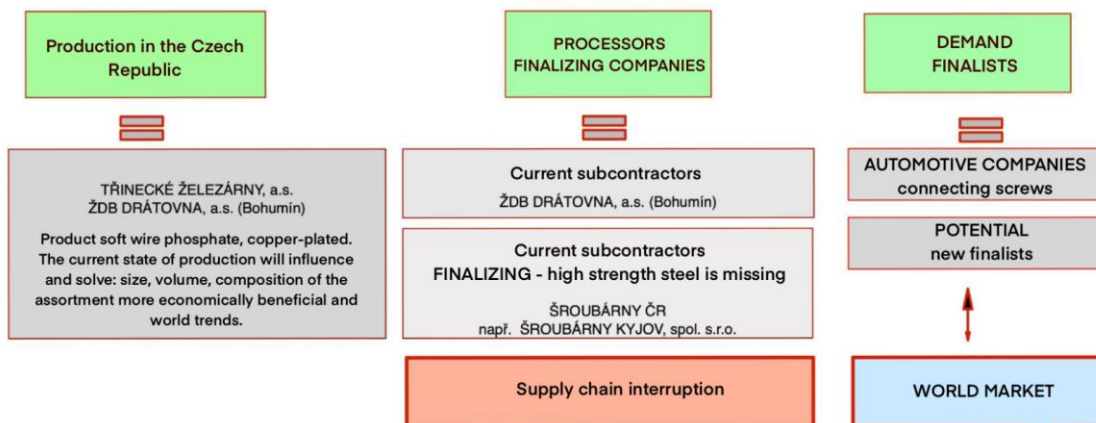 Production in the Czech
Republic
TŘINECKÉ ŽELEZÁRNY, a.s.
ŽDB DRÁTOVNA, a.s. (Bohumín)
Product soft wire phosphate, copper-plated.
The current state of production will influence
and solve: size, volume, composition of the
assortment more economically beneficial and
world trends.
PROCESSORS
FINALIZING COMPANIES
Current subcontractors
ŽDB DRÁTOVNA, a.s. (Bohumín)
Current subcontractors
FINALIZING - high strength steel is missing
ŠROUBÁRNY ČR
např. ŠROUBÁRNY KYJOV, spol. s.r.o.
Supply chain interruption
DEMAND
FINALISTS
AUTOMOTIVE COMPANIES
connecting screws
POTENTIAL
new finalists
WORLD MARKET